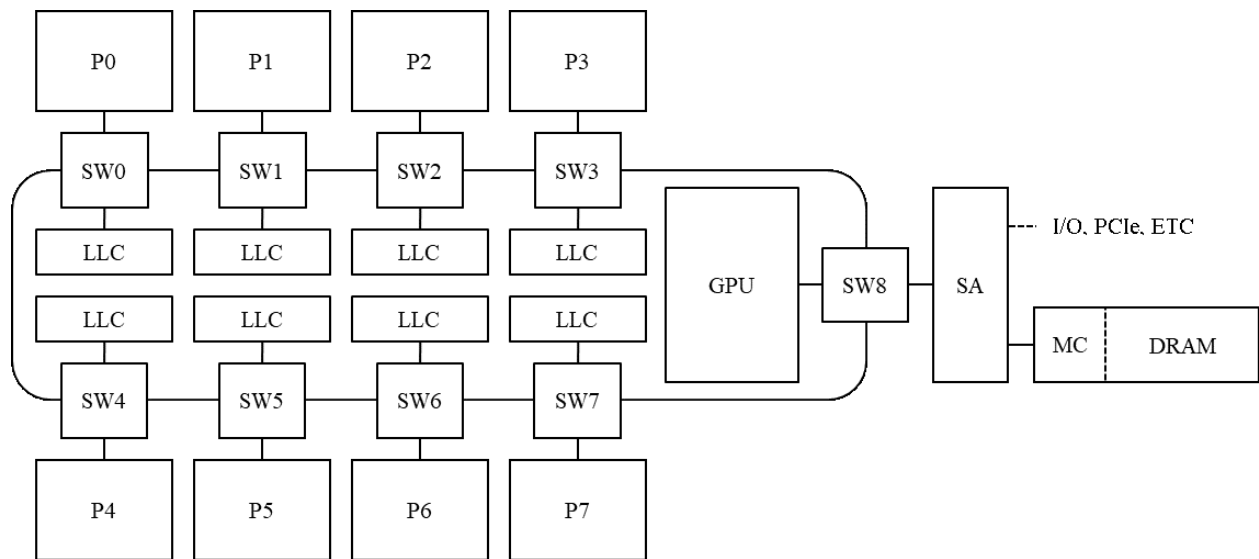 P0 P1 P2 P3
SW0 SW1 SW2 SW3
I/O, PCIe, ETC
LLC LLC LLC LLC
GPU SW8 SA
LLC LLC LLC LLC
MC DRAM
SW4 SW5 SW6 SW7
P4 P5 P6 P7